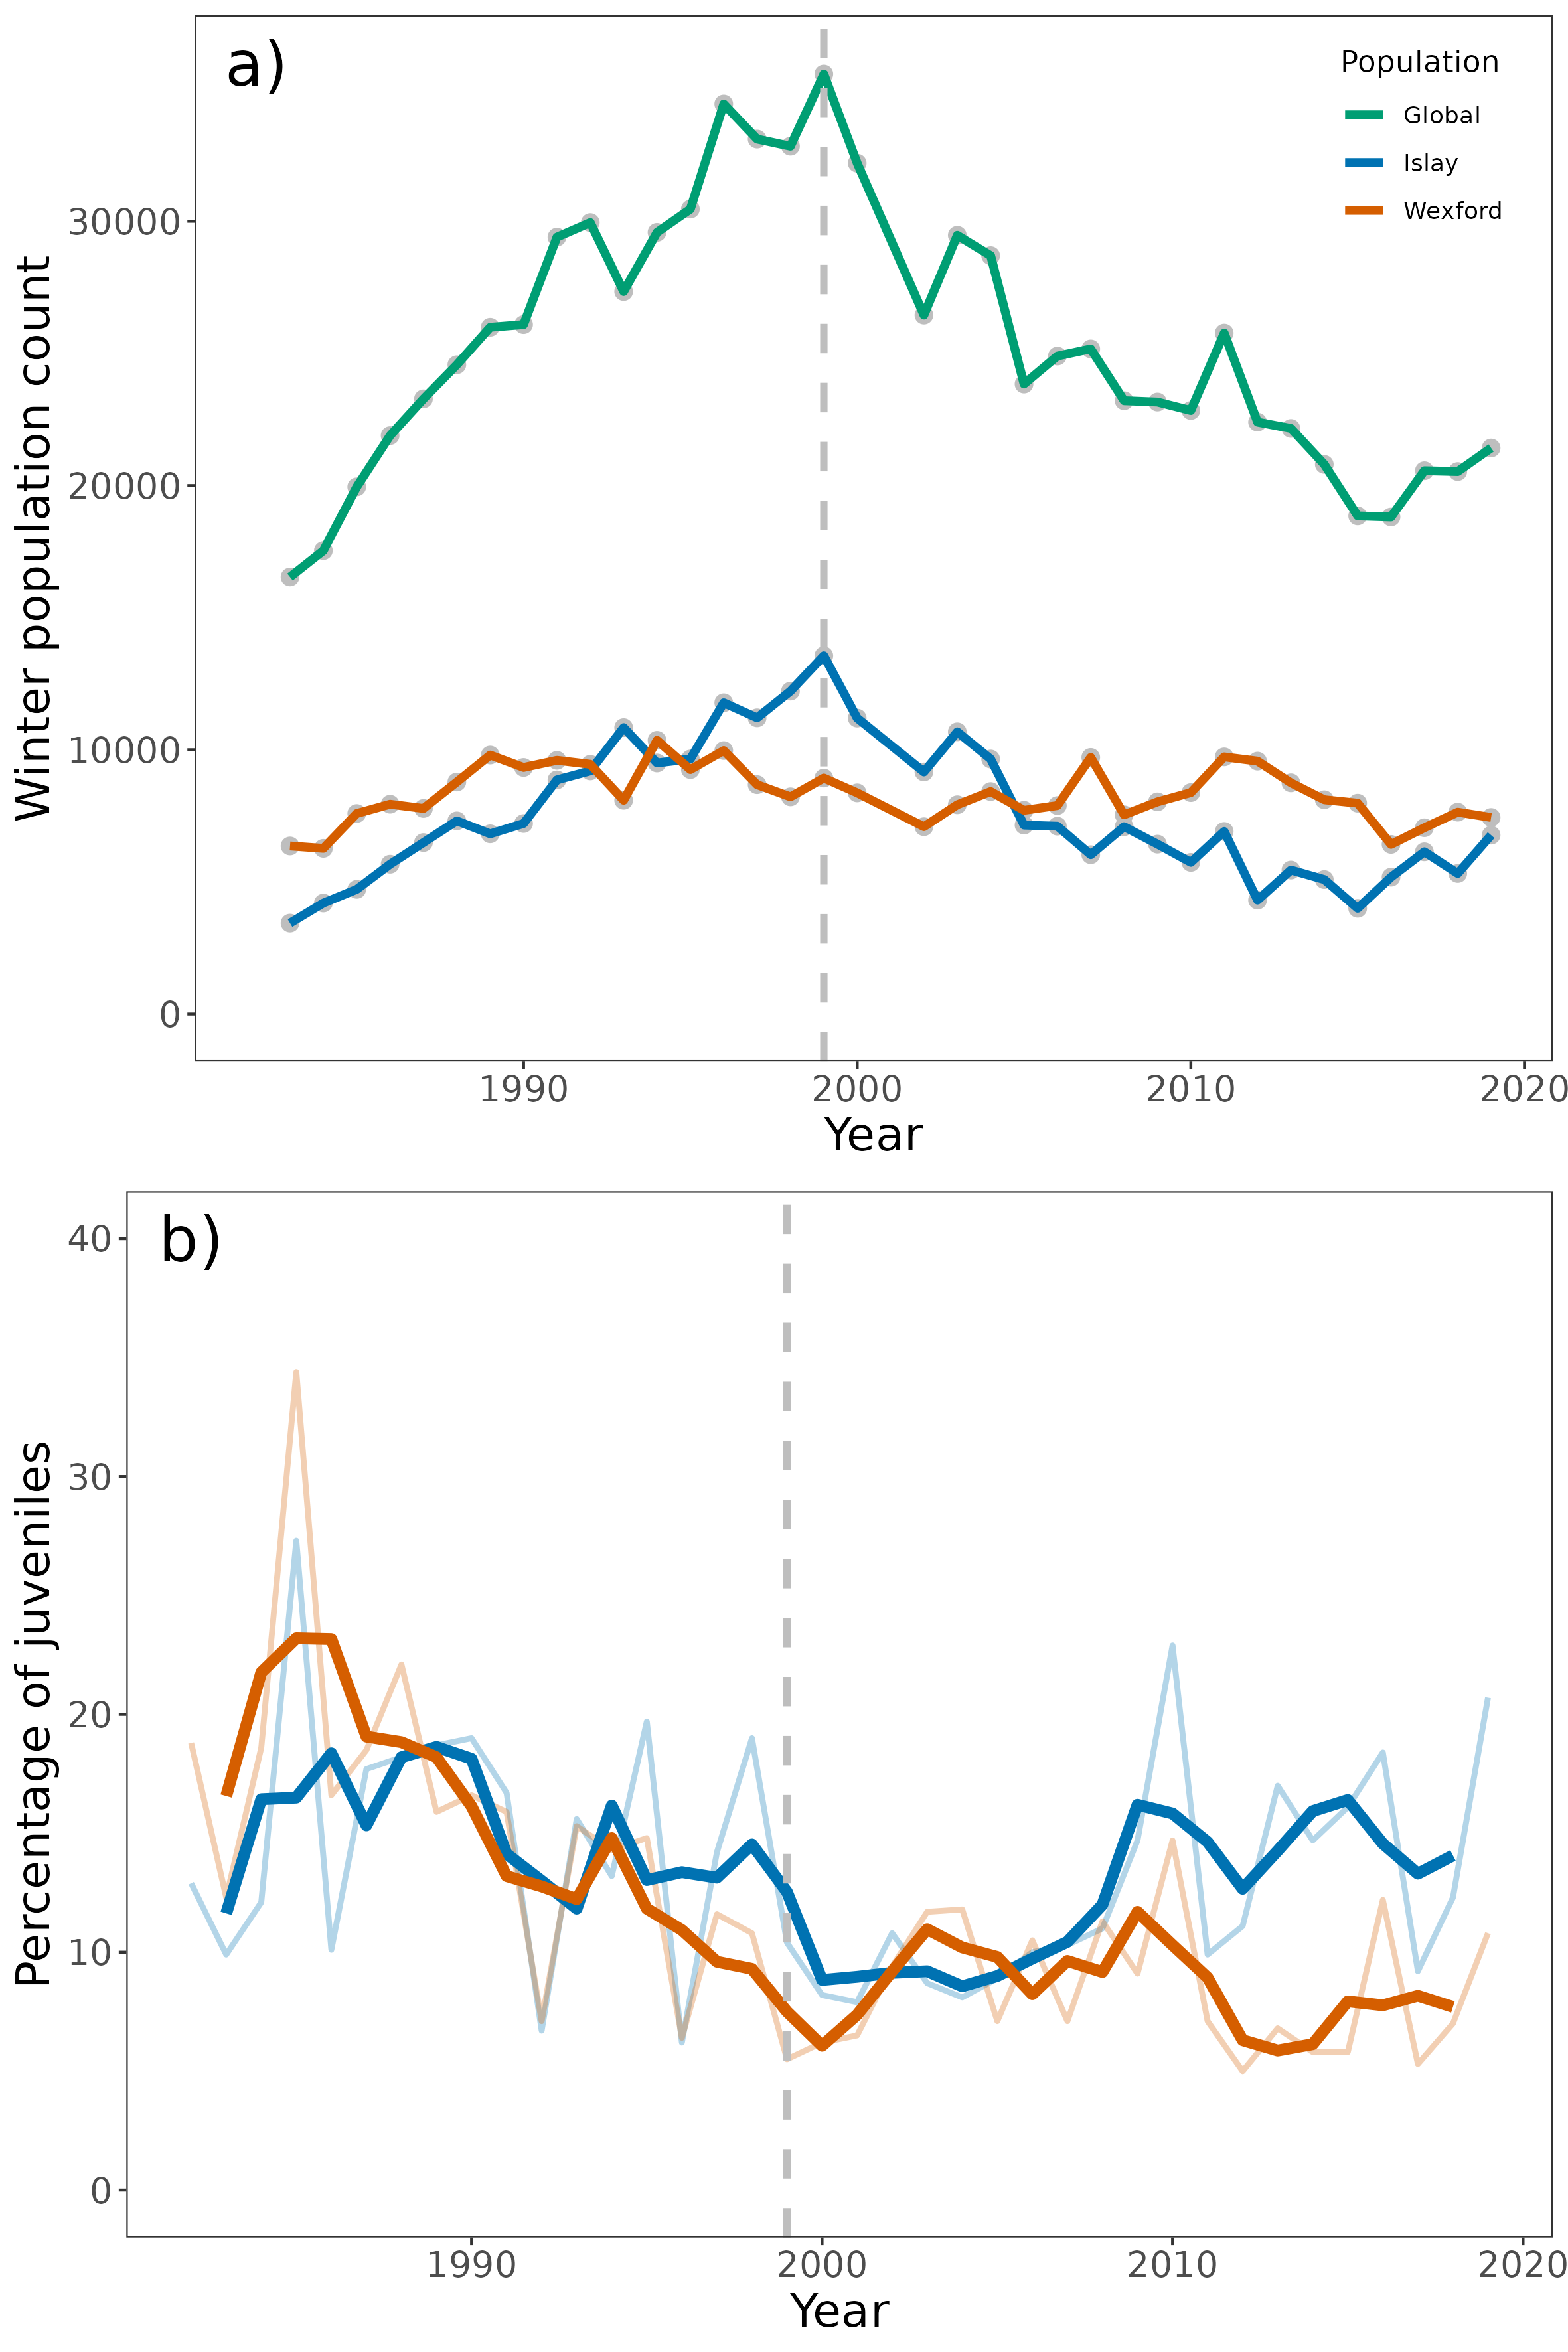 a)
Population
Global
Islay
Wexford
Winter population count
30000
20000
10000
0
1990 2000 2010 2020
Year
b)
Percentage of juveniles
40
30
20
10
0
1990 2000 2010 2020
Year